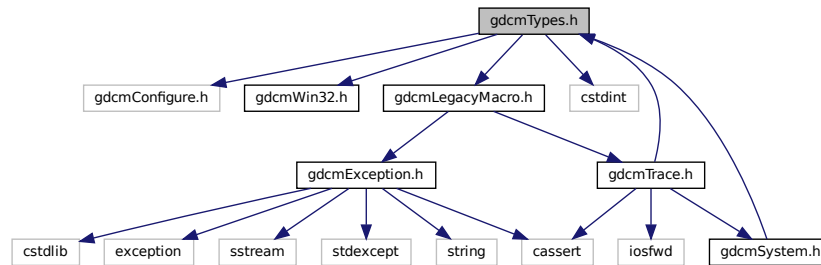 gdcmTypes.h
gdcmConfigure.h
gdcmWin32.h
gdcmLegacyMacro.h
cstdint
gdcmException.h
gdcmTrace.h
cstdlib
exception
sstream
stdexcept
string
cassert
iosfwd
gdcmSystem.h